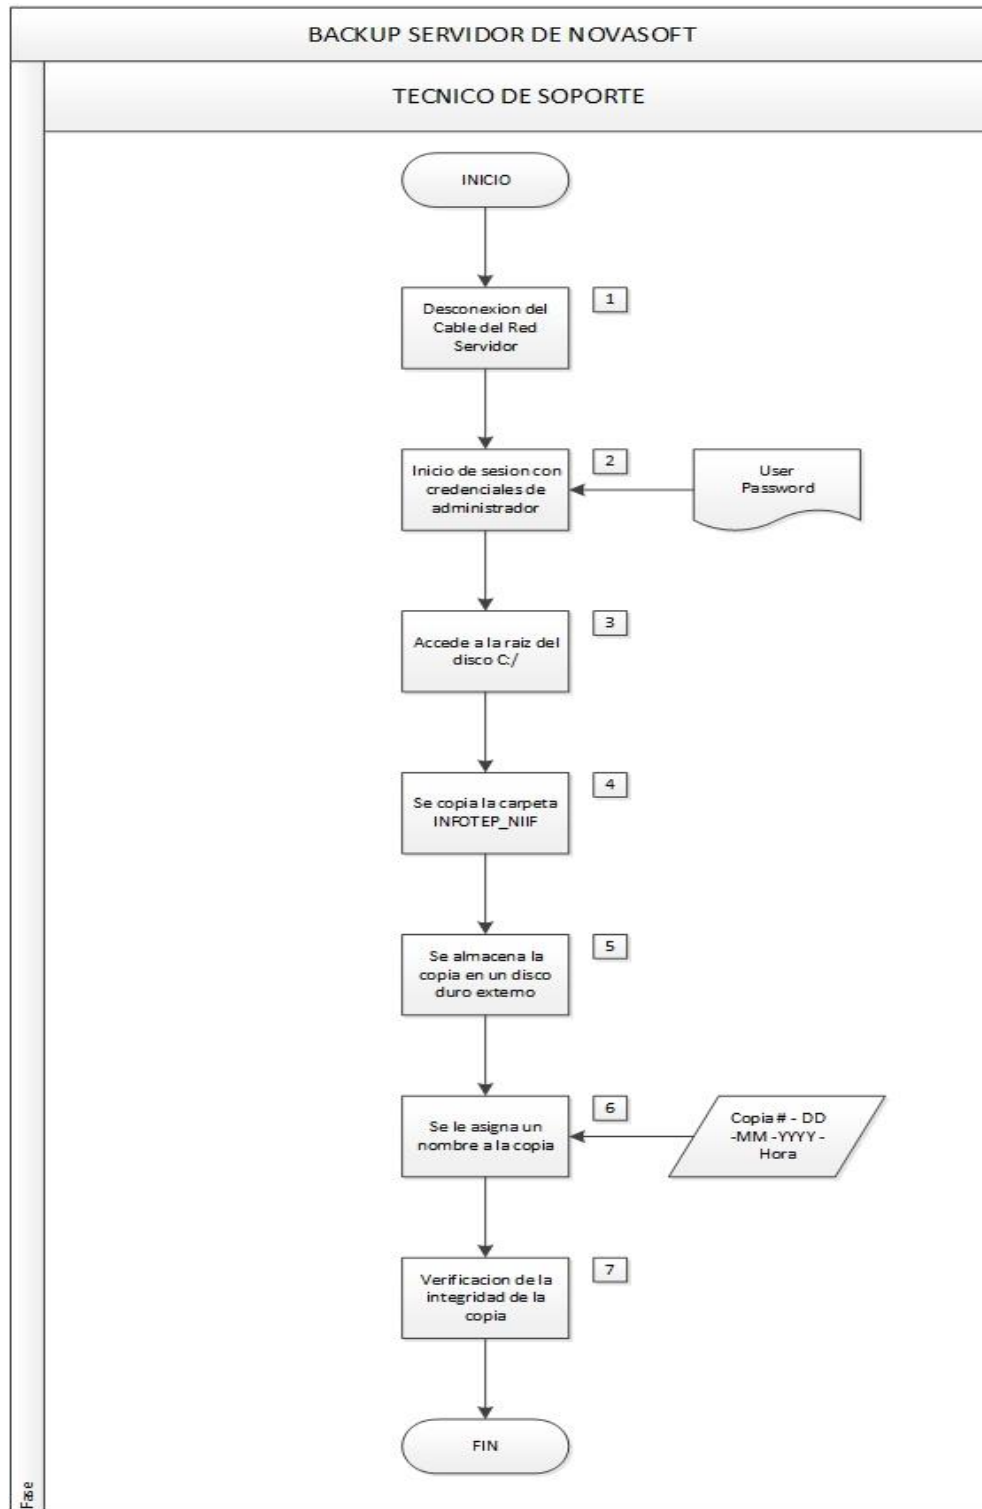 BACKUP SERVIDOR DE NOVASOFT
TECNICO DE SOPORTE
INICIO
1
Desconexion del
Cable del Red
Servidor
2
Inicio de sesion con
credenciales de
administrador
User
Password
3
Accede a la raiz del
disco C:/
4
Se copia la carpeta
INFOTEP_NIIF
5
Se almacena la
copia en un disco
duro externo
6
Se le asigna un
nombre a la copia
Copia # - DD
-MM -YYYY -
Hora
7
Verificacion de la
integridad de la
copia
FIN
Fase